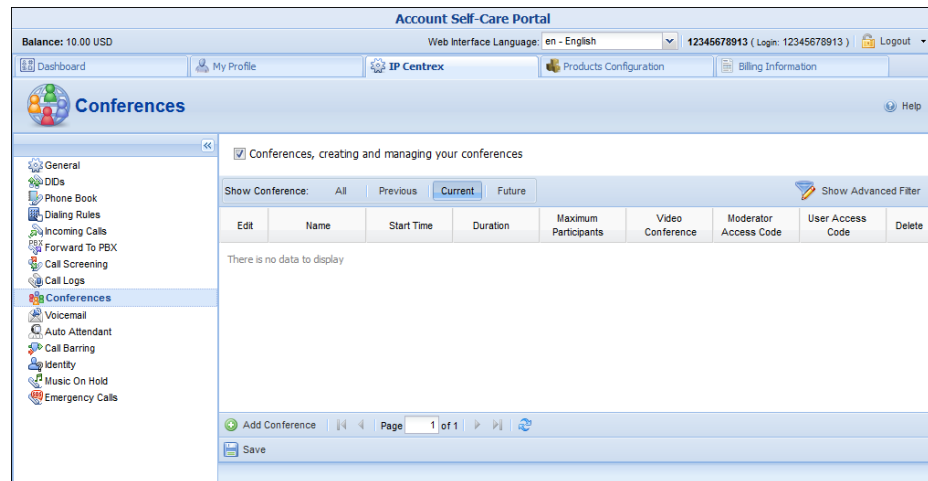 Account Self-Care Portal
Balance: 10.00 USD Web Interface Language: en - English 12345678913 ( Login: 12345678913 ) Logout
Dashboard My Profile IP Centrex Products Configuration Billing Information
Conferences Help
Conferences, creating and managing your conferences
General
DIDs
Phone Book
Dialing Rules
Incoming Calls
PBX Forward To PBX
Call Screening
Call Logs
Conferences
Voicemail
Auto Attendant
Call Barring
Identity
Music On Hold
Emergency Calls
Show Conference: All Previous Current Future Show Advanced Filter
Edit Name Start Time Duration Maximum Participants Video Conference Moderator Access Code User Access Code Delete
There is no data to display
Add Conference Page 1 of 1
Save